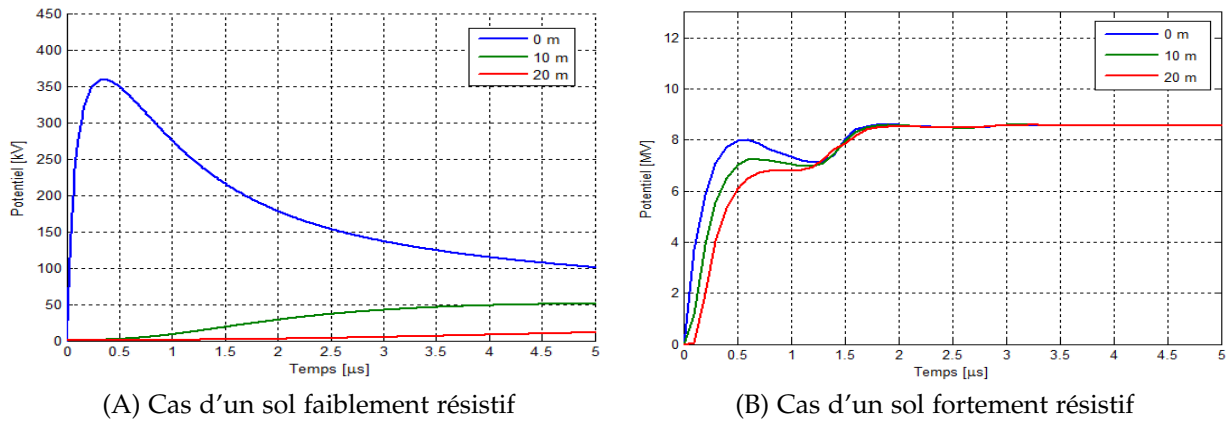 450
400
350
300
250
200
150
100
50
0
Potentiel [kV]
0 m
10 m
20 m
0 0.5 1 1.5 2 2.5 3 3.5 4 4.5 5
Temps [μs]
(A) Cas d'un sol faiblement résistif
12
10
8
6
4
2
0
Potentiel [MV]
0 m
10 m
20 m
0 0.5 1 1.5 2 2.5 3 3.5 4 4.5 5
Temps [μs]
(B) Cas d'un sol fortement résistif